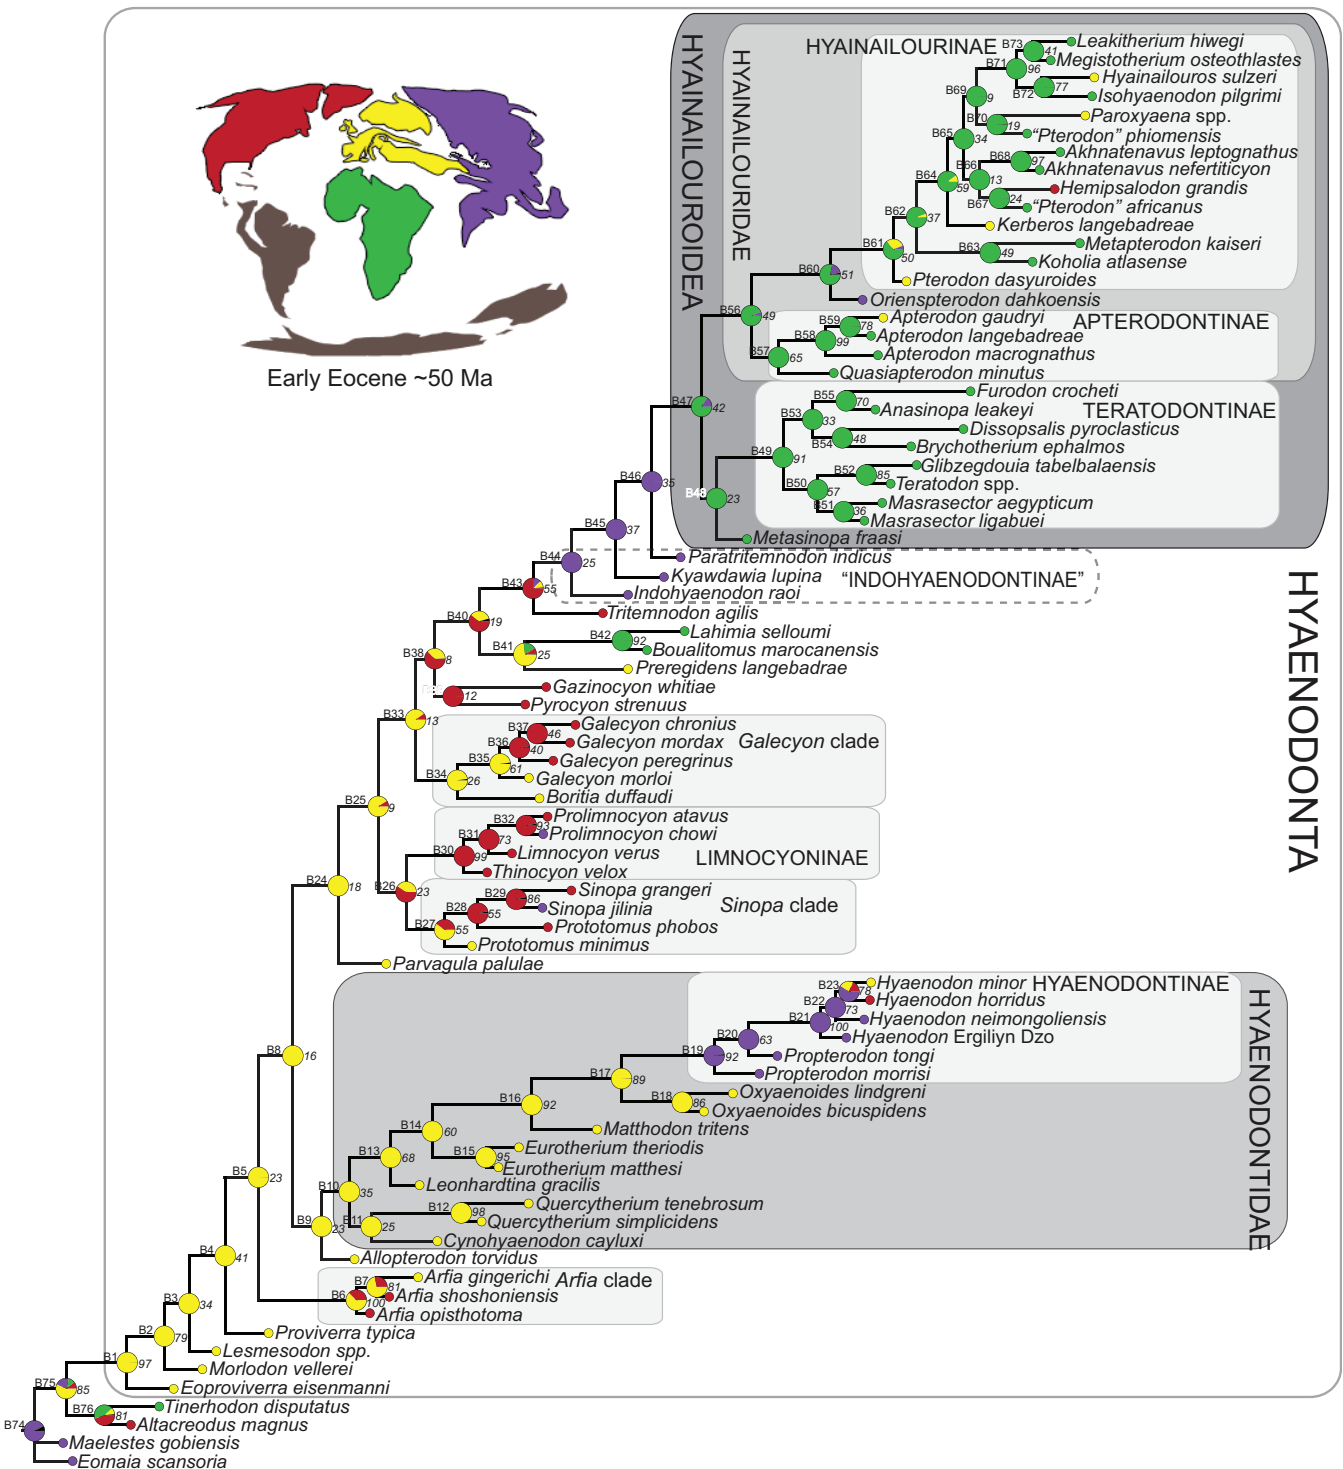 Early Eocene ~50 Ma
HYAENODONTA
HYAINAILOUROIDEA
HYAINAILOURIDAE
HYAINAILOURINAE
B73 41 Leakitherium hiwegi
B71 96 Megistotherium osteothlastes
B72 77 Hyainailouros sulzeri
B69 9 Isohyaenodon pilgrimi
Paroxyaena spp.
B70 19 "Pterodon" phiomensis
B65 34
B68 97 Akhnatenavus leptognathus
Akhnatenavus nefertiticyon
B66 13
Hemipsalodon grandis
B67 24 "Pterodon" africanus
B64 59
Kerberos langebadreae
B62 37
B63 49 Metapterodon kaiseri
Koholia atlasense
B61 50
Pterodon dasyuroides
B60 51
Orienspterodon dahkoensis
B56 49
APTERODONTINAE
B59 78 Apterodon gaudryi
B58 99 Apterodon langebadreae
Apterodon macrognathus
B57 65
Quasiapterodon minutus
B47 42
TERATODONTINAE
Furodon crocheti
B55 70 Anasinopa leakeyi
B53 33
Dissopsalis pyroclasticus
B54 48 Brychotherium ephalmos
B49 91
B52 85 Glibzegdouia tabelbalaensis
B50 57 Teratodon spp.
Masrasector aegypticum
B51 36 Masrasector ligabuei
B48 23
Metasinopa fraasi
B46 35
Paratritemnodon indicus
B45 37
Kyawdawia lupina
"INDOHYAENODONTINAE"
B44 25
Indohyaenodon raoi
B43 55
Tritemnodon agilis
B40 19
B42 92 Lahimia selloumi
B41 25 Boualitomus marocanensis
Preregidens langebadrae
B38 8
12 Gazinocyon whitiae
Pyrocyon strenuus
B33 13
Galecyon clade
B37 46 Galecyon chronius
B36 40 Galecyon mordax
Galecyon peregrinus
B35 61
Galecyon morloi
B34 26
Boritia duffaudi
B25 9
LIMNOCYONINAE
B32 93 Prolimnocyon atavus
B31 73 Prolimnocyon chowi
Limnocyon verus
B30 99
Thinocyon velox
B26 23
Sinopa clade
B29 86 Sinopa grangeri
B28 55 Sinopa jilinia
Prototomus phobos
B27 55
Prototomus minimus
B24 18
Parvagula palulae
HYAENODONTIDAE
HYAENODONTINAE
B23 78 Hyaenodon minor
B22 73 Hyaenodon horridus
B21 100 Hyaenodon neimongoliensis
Hyaenodon Ergiliyn Dzo
B20 63
Propterodon tongi
B19 92
Propterodon morrisi
B17 89
B18 86 Oxyaenoides lindgreni
Oxyaenoides bicuspidens
B16 92
Matthodon tritens
B14 60
B15 95 Eurotherium theriodis
Eurotherium matthesi
B13 68
Leonhardtina gracilis
B10 35
B12 98 Quercytherium tenebrosum
B11 25 Quercytherium simplicidens
Cynohyaenodon cayluxi
B8 16
B9 23
Allopterodon torvidus
B5 23
Arfia clade
B7 81 Arfia gingerichi
B6 100 Arfia shoshoniensis
Arfia opisthotoma
B4 41
Proviverra typica
B3 34
Lesmesodon spp.
B2 79
Morlodon vellerei
B1 97
Eoproviverra eisenmanni
B75 85
B76 81 Tinerhodon disputatus
Altacreodus magnus
B74
Maelestes gobiensis
Eomaia scansoria